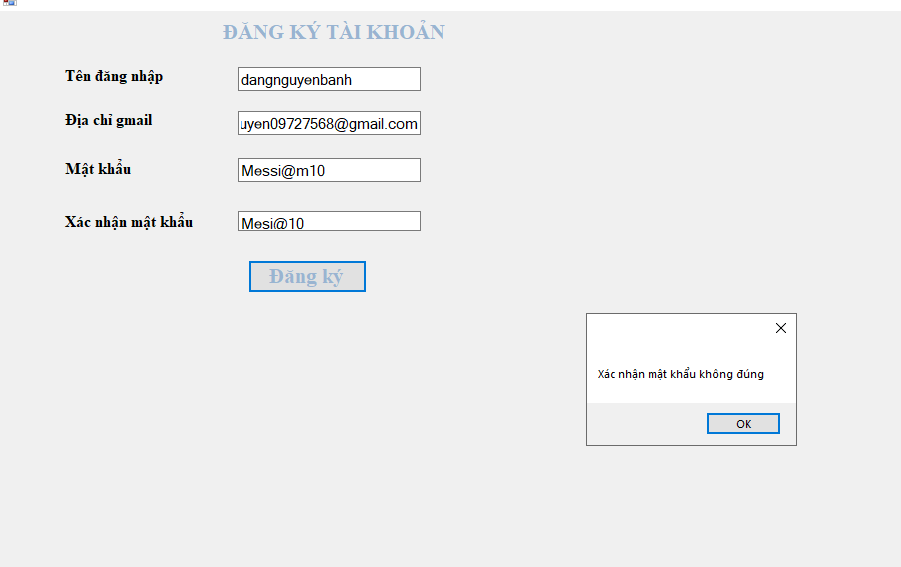 ĐĂNG KÝ TÀI KHOẢN
Tên đăng nhập
dangnguyenbanh
Địa chỉ gmail
uyen09727568@gmail.com
Mật khẩu
Messi@m10
Xác nhận mật khẩu
Mesi@10
Đăng ký
Xác nhận mật khẩu không đúng
OK